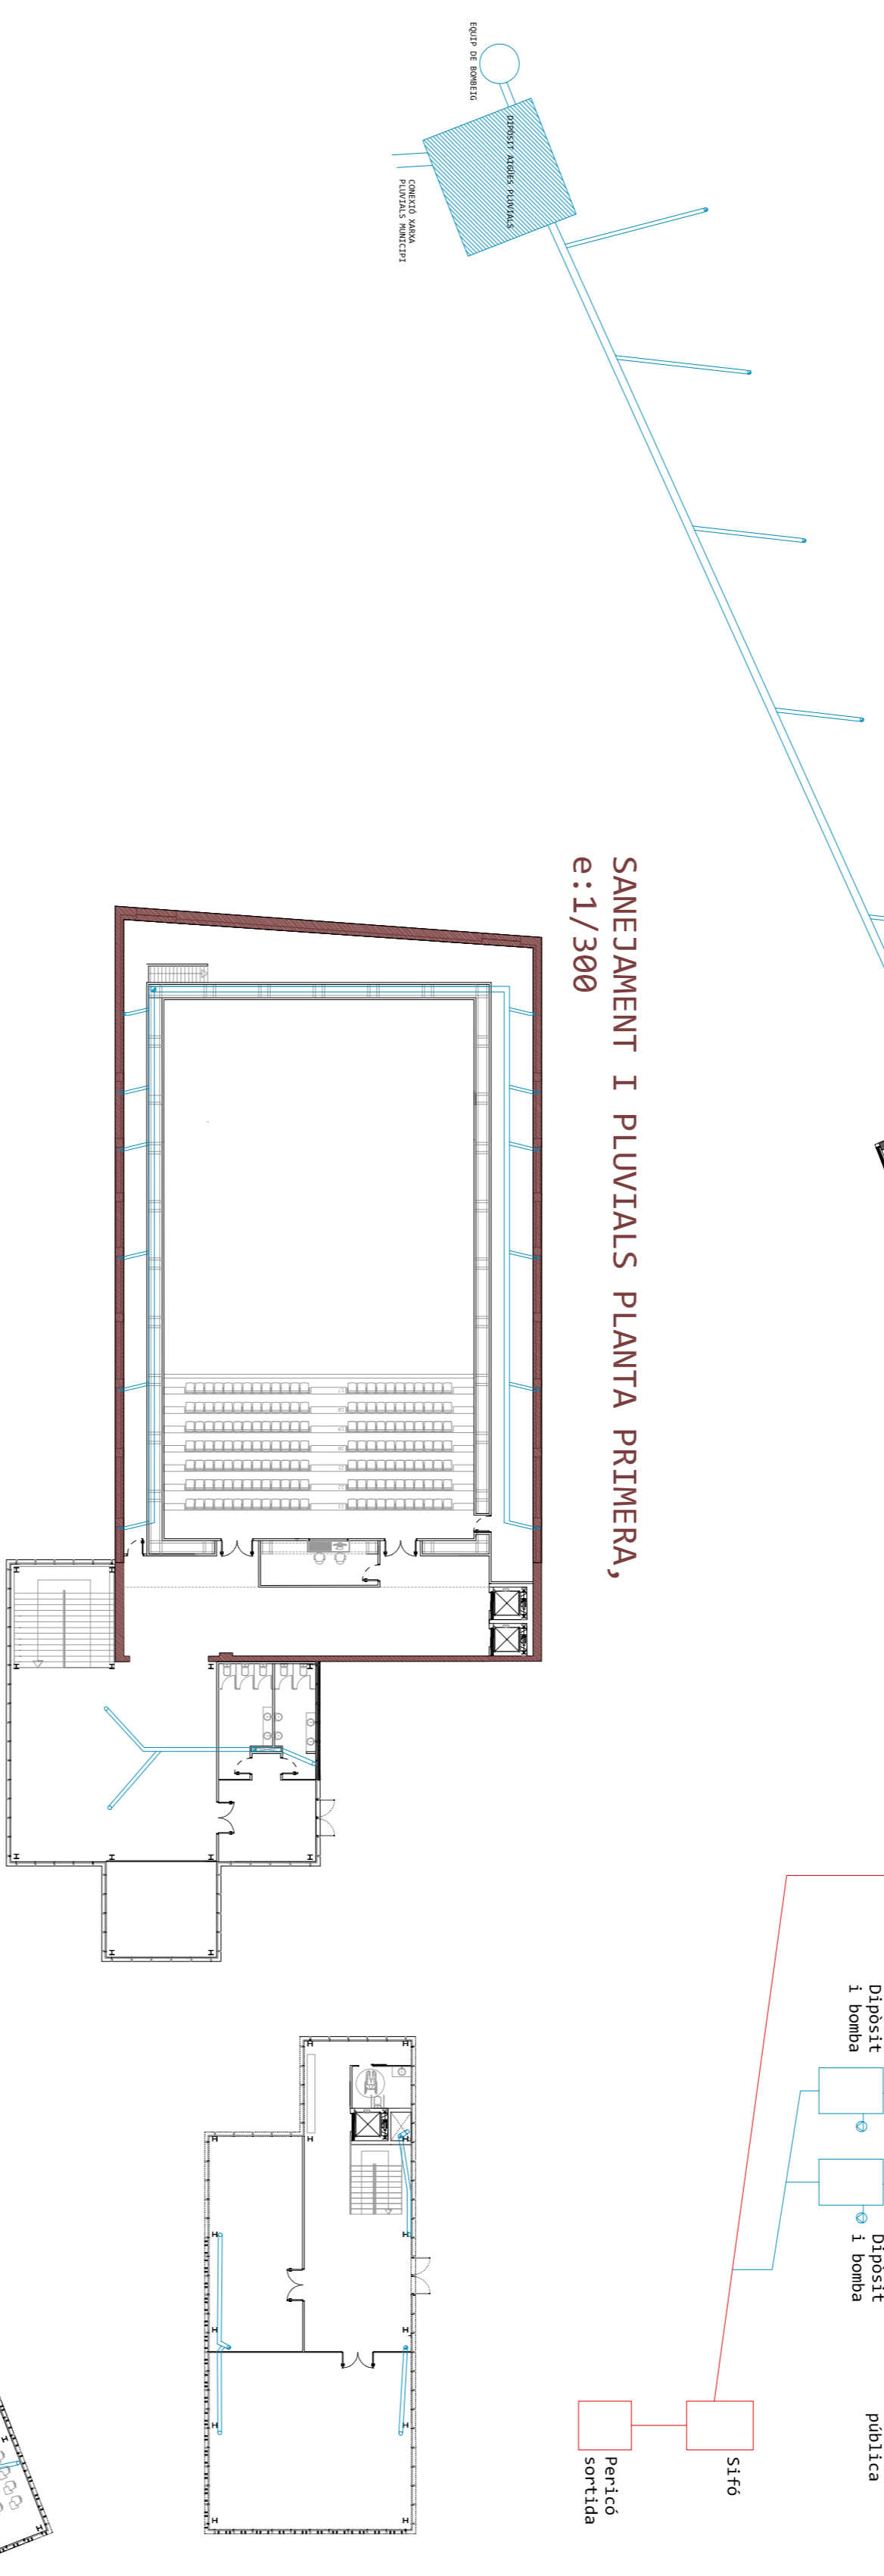 EQUIP DE BOMBEIG
DIPÒSIT AIGÜES PLUVIALS
CONEXIÓ XARXA
PLUVIALS MUNICIPI
SANEJAMENT I PLUVIALS PLANTA PRIMERA,
e:1/300
Dipòsit
i bomba
Dipòsit
i bomba
pública
Sifó
Pericó
sortida